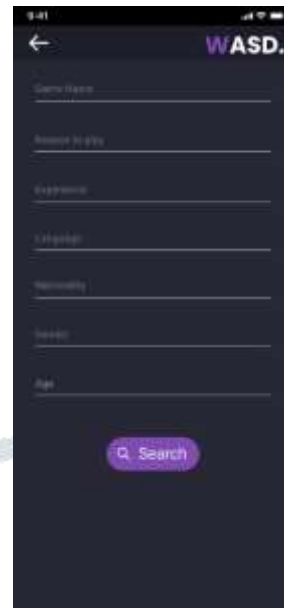 9:41
WASD.
Game Name
Reason to play
Experience
Language
Nationality
Gender
Age
Search